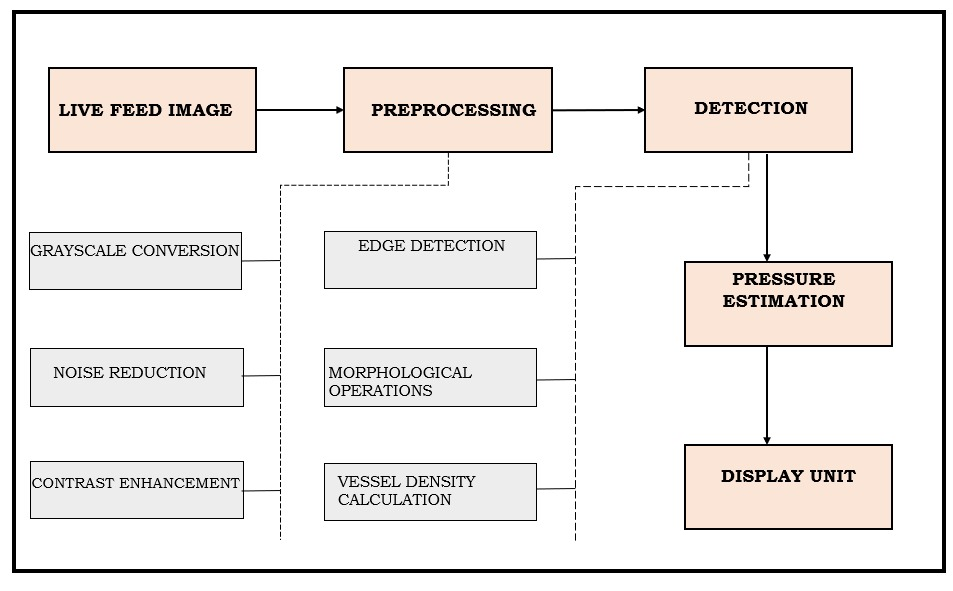 LIVE FEED IMAGE
PREPROCESSING
DETECTION
GRAYSCALE CONVERSION
NOISE REDUCTION
CONTRAST ENHANCEMENT
EDGE DETECTION
MORPHOLOGICAL
OPERATIONS
VESSEL DENSITY
CALCULATION
PRESSURE
ESTIMATION
DISPLAY UNIT